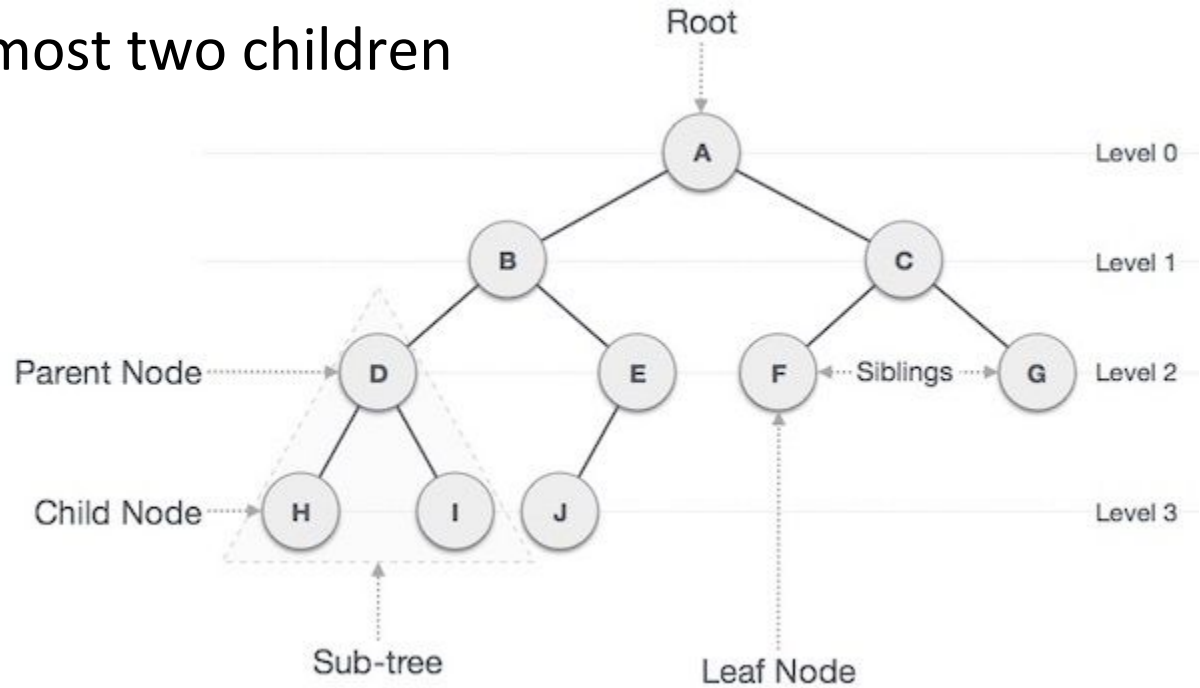 most two children
Root
A
Level 0
B
C
Level 1
Parent Node
D
E
F
Siblings
G
Level 2
Child Node
H
I
J
Level 3
Sub-tree
Leaf Node